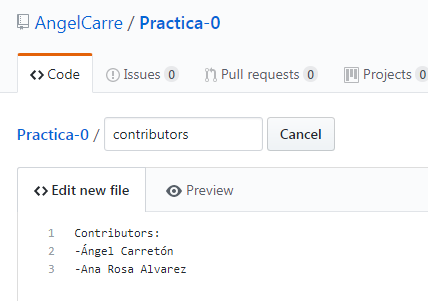 AngelCarre / Practica-0
Code Issues 0 Pull requests 0 Projects 0
Practica-0 / contributors Cancel
Edit new file Preview
1 Contributors:
2 -Ángel Carretón
3 -Ana Rosa Alvarez